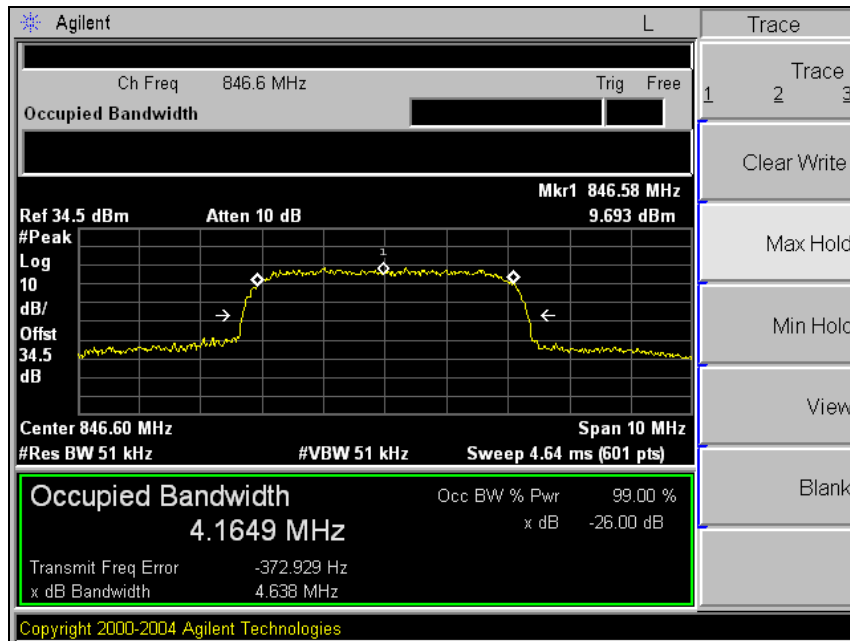 Agilent L Trace
Ch Freq 846.6 MHz Trig Free
Occupied Bandwidth
Trace
1 2 3
Clear Write
Max Hold
Min Hold
View
Blank
Mkr1 846.58 MHz
Ref 34.5 dBm Atten 10 dB 9.693 dBm
#Peak
Log
10
dB/
Offst
34.5
dB
1
Center 846.60 MHz Span 10 MHz
#Res BW 51 kHz #VBW 51 kHz Sweep 4.64 ms (601 pts)
Occupied Bandwidth
4.1649 MHz
Occ BW % Pwr 99.00 %
x dB -26.00 dB
Transmit Freq Error -372.929 Hz
x dB Bandwidth 4.638 MHz
Copyright 2000-2004 Agilent Technologies